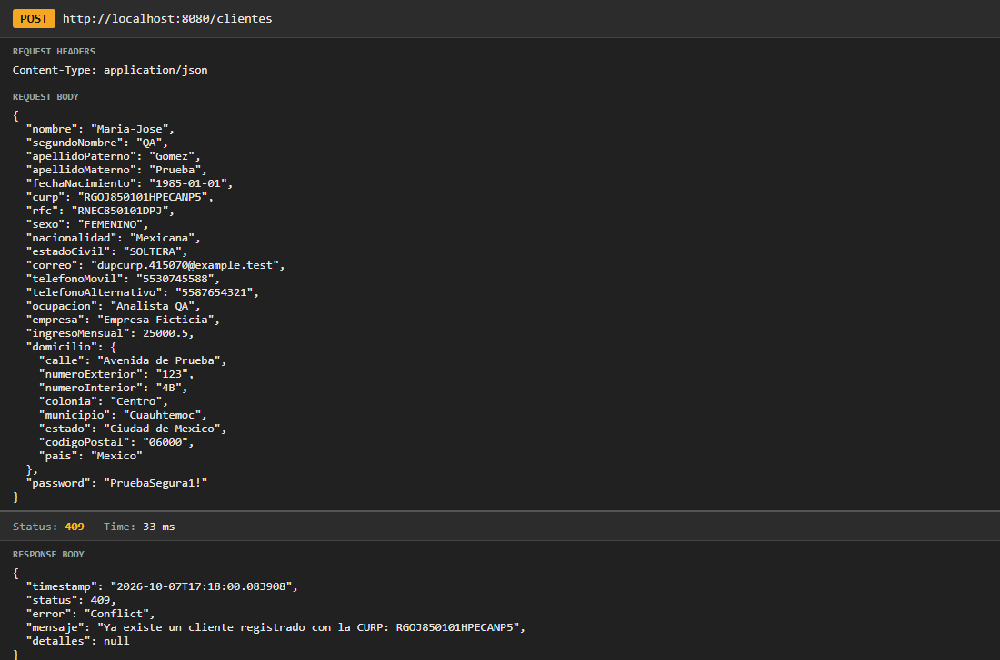 POST http://localhost:8080/clientes
REQUEST HEADERS
Content-Type: application/json
REQUEST BODY
{
  "nombre": "Maria-Jose",
  "segundoNombre": "QA",
  "apellidoPaterno": "Gomez",
  "apellidoMaterno": "Prueba",
  "fechaNacimiento": "1985-01-01",
  "curp": "RGOJ850101HPECANP5",
  "rfc": "RNEC850101DPJ",
  "sexo": "FEMENINO",
  "nacionalidad": "Mexicana",
  "estadoCivil": "SOLTERA",
  "correo": "dupcurp.415070@example.test",
  "telefonoMovil": "5530745588",
  "telefonoAlternativo": "5587654321",
  "ocupacion": "Analista QA",
  "empresa": "Empresa Ficticia",
  "ingresoMensual": 25000.5,
  "domicilio": {
    "calle": "Avenida de Prueba",
    "numeroExterior": "123",
    "numeroInterior": "4B",
    "colonia": "Centro",
    "municipio": "Cuauhtemoc",
    "estado": "Ciudad de Mexico",
    "codigoPostal": "06000",
    "pais": "Mexico"
  },
  "password": "PruebaSegura1!"
}
Status: 409 Time: 33 ms
RESPONSE BODY
{
  "timestamp": "2026-10-07T17:18:00.083908",
  "status": 409,
  "error": "Conflict",
  "mensaje": "Ya existe un cliente registrado con la CURP: RGOJ850101HPECANP5",
  "detalles": null
}